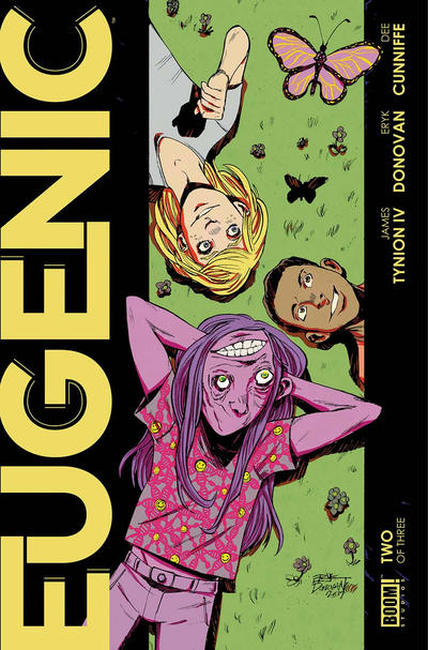 EUGENIC
JAMES
TYNION IV
ERYK
DONOVAN
DEE
CUNNIFFE
BOOM!
STUDIOS
TWO
OF THREE